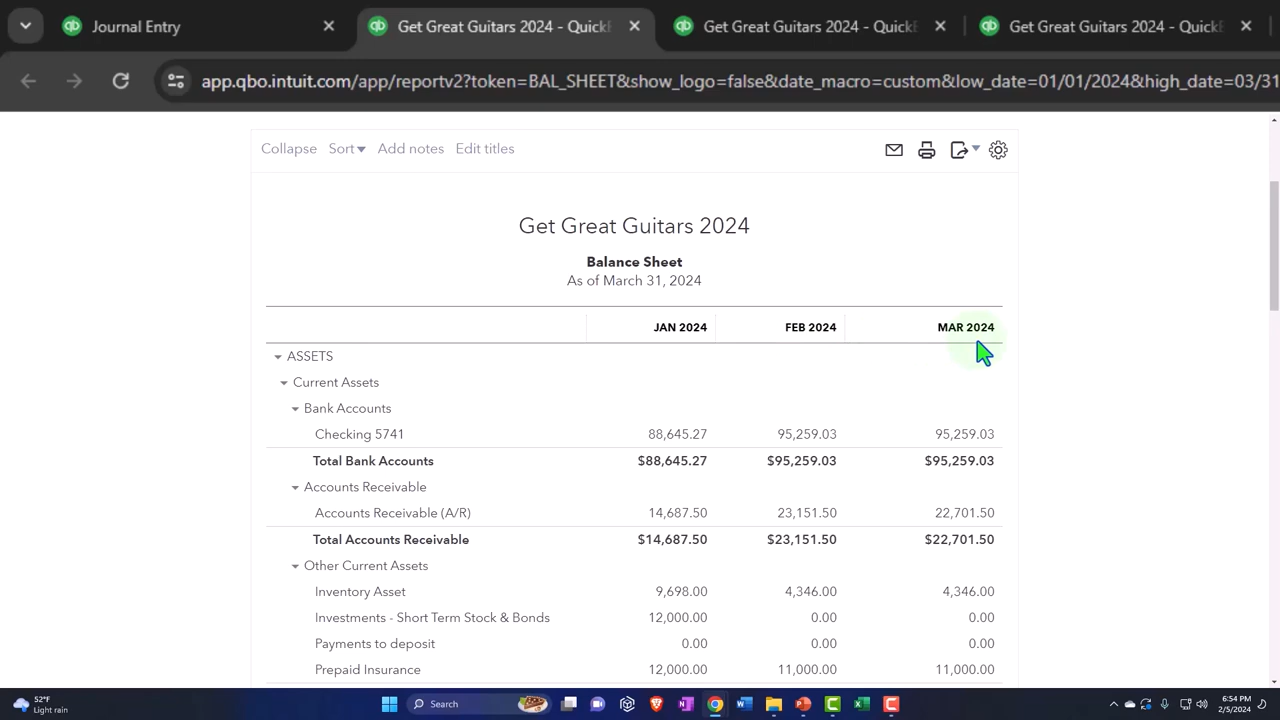 Journal Entry
Get Great Guitars 2024 - Quick
Get Great Guitars 2024 - Quick
Get Great Guitars 2024 - Quick
app.qbo.intuit.com/app/reportv2?token=BAL_SHEET&show_logo=false&date_macro=custom&low_date=01/01/2024&high_date=03/31
Collapse Sort Add notes Edit titles
Get Great Guitars 2024
Balance Sheet
As of March 31, 2024
JAN 2024 FEB 2024 MAR 2024
ASSETS
Current Assets
Bank Accounts
Checking 5741 88,645.27 95,259.03 95,259.03
Total Bank Accounts $88,645.27 $95,259.03 $95,259.03
Accounts Receivable
Accounts Receivable (A/R) 14,687.50 23,151.50 22,701.50
Total Accounts Receivable $14,687.50 $23,151.50 $22,701.50
Other Current Assets
Inventory Asset 9,698.00 4,346.00 4,346.00
Investments - Short Term Stock & Bonds 12,000.00 0.00 0.00
Payments to deposit 0.00 0.00 0.00
Prepaid Insurance 12,000.00 11,000.00 11,000.00
52°F
Light rain
Search
6:54 PM
2/5/2024